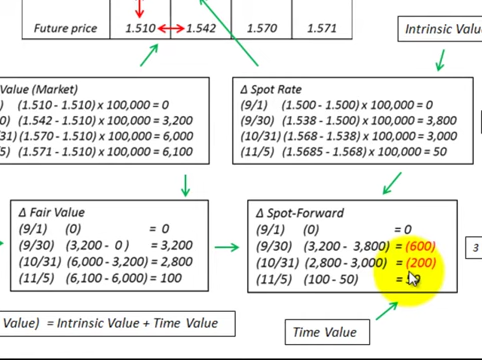 Future price 1.510 1.542 1.570 1.571
Intrinsic Valu
Value (Market)
) (1.510 - 1.510) x 100,000 = 0
0) (1.542 - 1.510) x 100,000 = 3,200
/31) (1.570 - 1.510) x 100,000 = 6,000
5) (1.571 - 1.510) x 100,000 = 6,100
Δ Spot Rate
(9/1) (1.500 - 1.500) x 100,000 = 0
(9/30) (1.538 - 1.500) x 100,000 = 3,800
(10/31) (1.568 - 1.538) x 100,000 = 3,000
(11/5) (1.5685 - 1.568) x 100,000 = 50
Δ Fair Value
(9/1) (0) = 0
(9/30) (3,200 - 0 ) = 3,200
(10/31) (6,000 - 3,200) = 2,800
(11/5) (6,100 - 6,000) = 100
Δ Spot-Forward
(9/1) (0) = 0
(9/30) (3,200 - 3,800) = (600)
(10/31) (2,800 - 3,000) = (200)
(11/5) (100 - 50) =
3
Value) = Intrinsic Value + Time Value
Time Value